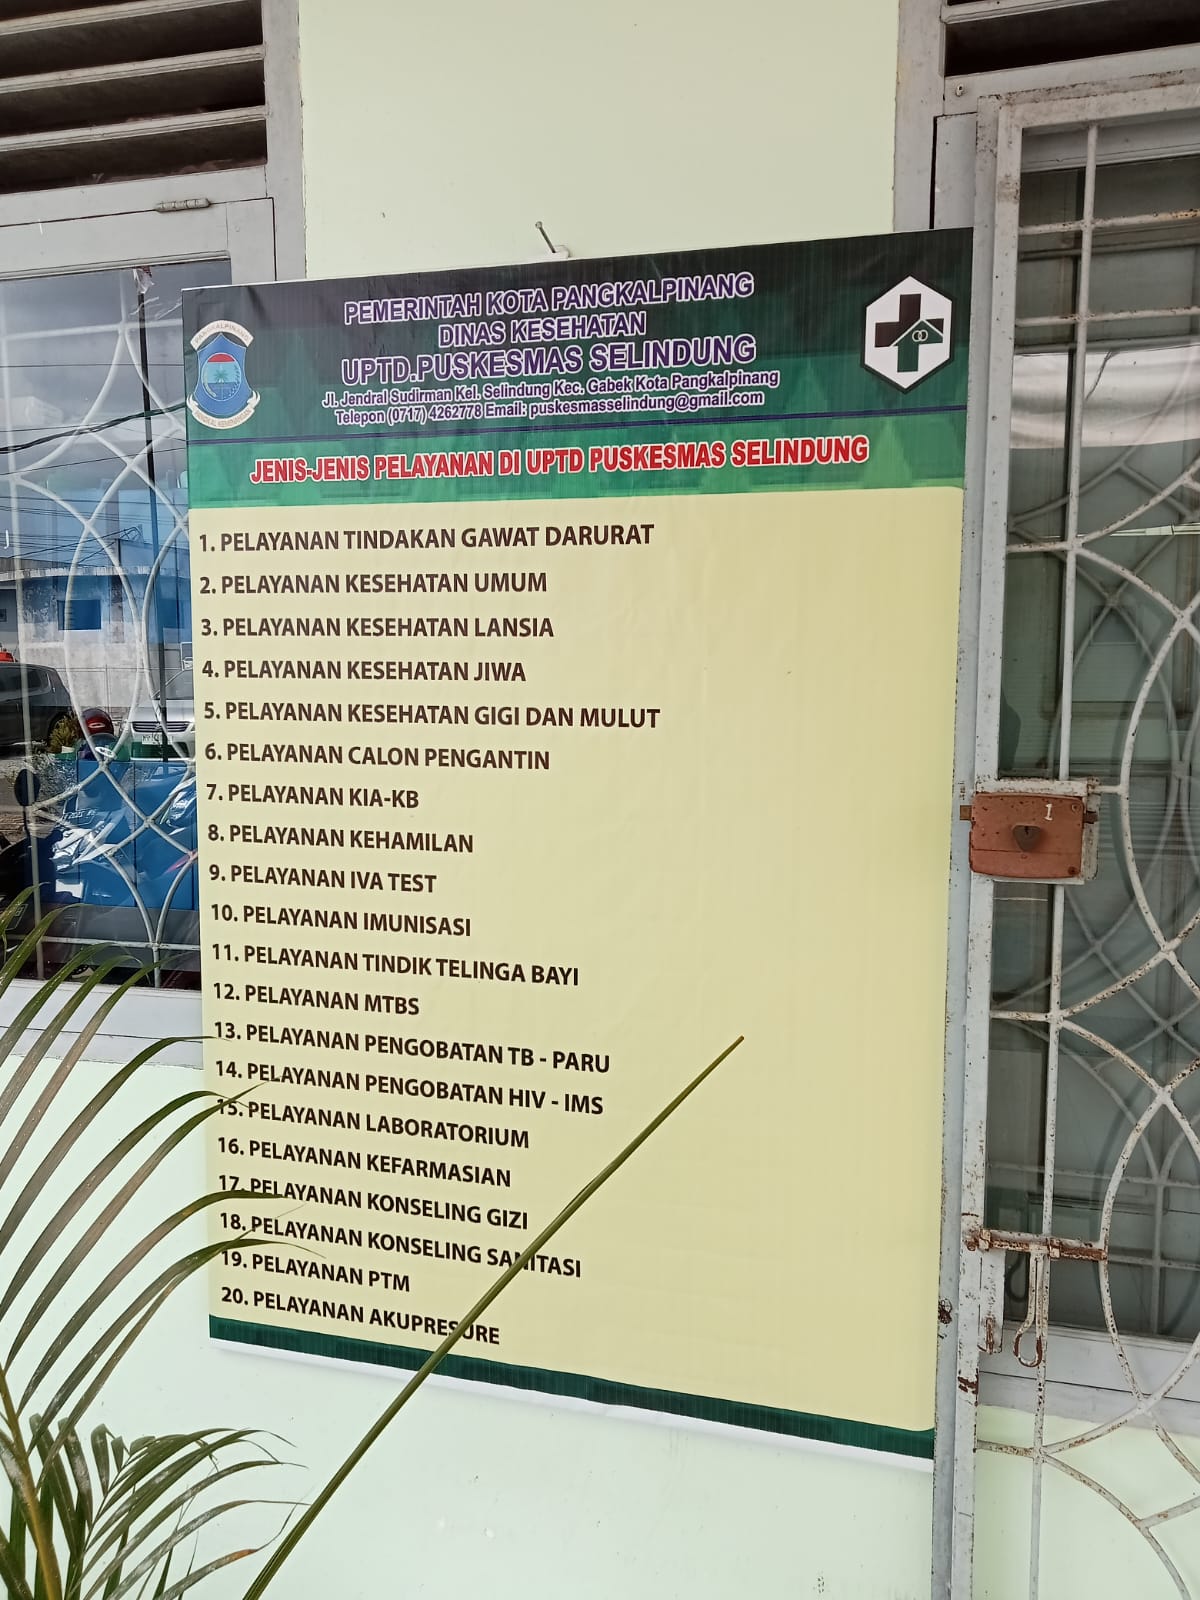 PEMERINTAH KOTA PANGKALPINANG
DINAS KESEHATAN
UPTD.PUSKESMAS SELINDUNG
Jl. Jendral Sudirman Kel. Selindung Kec. Gabek Kota Pangkalpinang
Telepon (0717) 4262778 Email: puskesmasselindung@gmail.com
PANGKALPINANG
JENIS-JENIS PELAYANAN DI UPTD PUSKESMAS SELINDUNG
1. PELAYANAN TINDAKAN GAWAT DARURAT
2. PELAYANAN KESEHATAN UMUM
3. PELAYANAN KESEHATAN LANSIA
4. PELAYANAN KESEHATAN JIWA
5. PELAYANAN KESEHATAN GIGI DAN MULUT
6. PELAYANAN CALON PENGANTIN
7. PELAYANAN KIA-KB
8. PELAYANAN KEHAMILAN
9. PELAYANAN IVA TEST
10. PELAYANAN IMUNISASI
11. PELAYANAN TINDIK TELINGA BAYI
12. PELAYANAN MTBS
13. PELAYANAN PENGOBATAN TB - PARU
14. PELAYANAN PENGOBATAN HIV - IMS
15. PELAYANAN LABORATORIUM
16. PELAYANAN KEFARMASIAN
17. PELAYANAN KONSELING GIZI
18. PELAYANAN KONSELING SANITASI
19. PELAYANAN PTM
20. PELAYANAN AKUPRESURE
1